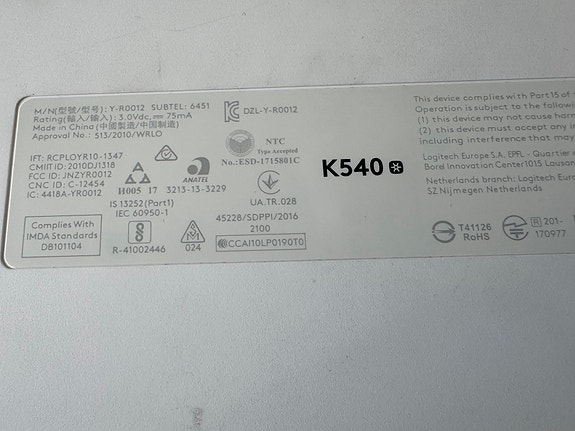 M/N(型號/型号): Y-R0012 SUBTEL: 6451
Rating(輸入/输入): 3.0Vdc, 75mA
Made in China (中國製造/中国制造)
Approval No.: 513/2010/WRLO
DZL-Y-R0012
IFT: RCPLOYR10-1347
CMIIT ID: 2010DJ1318
FCC ID: JNZYR0012
CNC ID: C-12454
IC: 4418A-YR0012
H005 17
ANATEL
3213-13-3229
NTC
Type Accepted
No.: ESD-1715801C
IS 13252(Part1)
IEC 60950-1
UA.TR.028
Complies With
IMDA Standards
DB101104
R-41002446
024
45228/SDPPI/2016
2100
CCAI10LP0190T0
K540
This device complies with Part 15 of
Operation is subject to the following
(1) this device may not cause harm
(2) this device must accept any in
including interference that may
Logitech Europe S.A. EPFL - Quartier
Borel Innovation Center 1015 Lausan
Netherlands branch: Logitech Euro
SZ Nijmegen Netherlands
T41126
RoHS
201-
170977